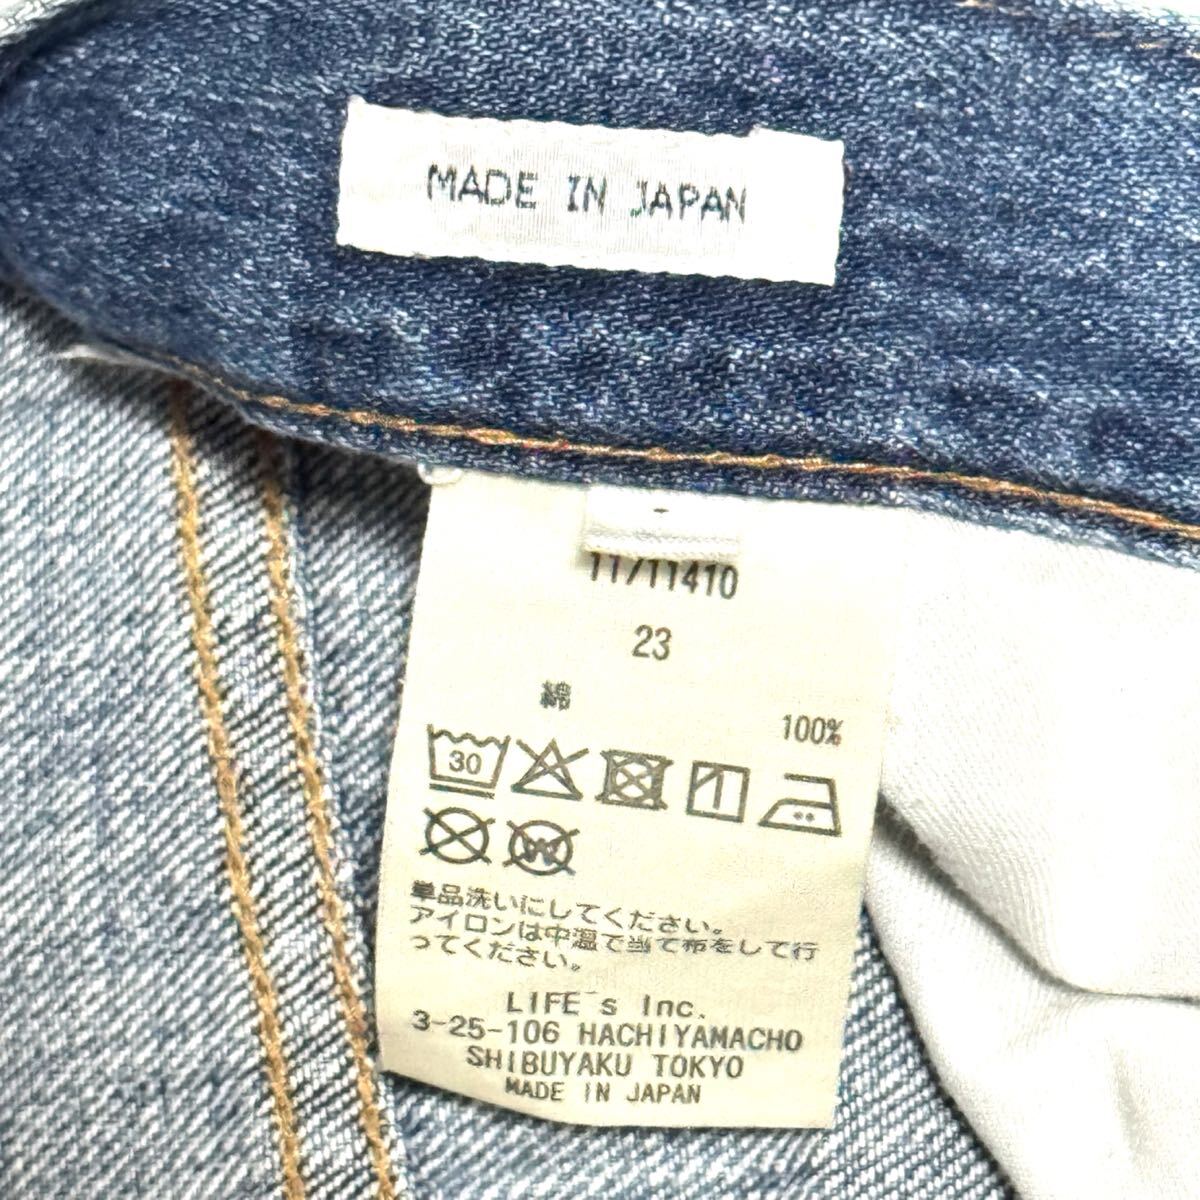 MADE IN JAPAN
11/11410
23
綿
100%
30
W
単品洗いにしてください。
アイロンは中温で当て布をして行
ってください。
LIFE´s Inc.
3-25-106 HACHIYAMACHO
SHIBUYAKU TOKYO
MADE IN JAPAN